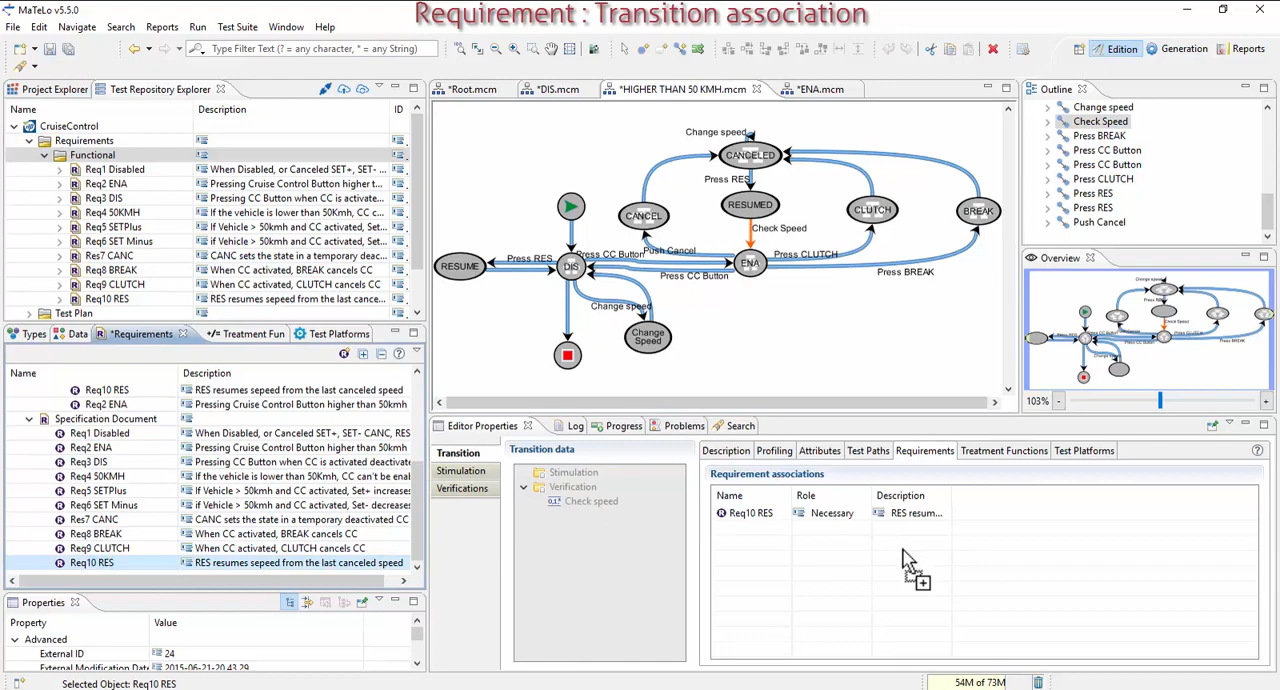 MaTeLo v5.5.0
Requirement : Transition association
File Edit Navigate Search Reports Run Test Suite Window Help
Type Filter Text (? = any character, * = any String)
Edition Generation Reports
Project Explorer Test Repository Explorer
Name Description ID
CruiseControl
Requirements
Functional
Req1 Disabled When Disabled, or Canceled SET+, SET-...
Req2 ENA Pressing Cruise Control Button higher t...
Req3 DIS Pressing CC Button when CC is activated...
Req4 50KMH If the vehicle is lower than 50Kmh, CC c...
Req5 SETPlus If Vehicle > 50kmh and CC activated, Se...
Req6 SET Minus If Vehicle > 50kmh and CC activated, Se...
Res7 CANC CANC sets the state in a temporary deac...
Req8 BREAK When CC activated, BREAK cancels CC
Req9 CLUTCH When CC activated, CLUTCH cancels CC
Req10 RES RES resumes sepeed from the last cance...
Test Plan
Types Data *Requirements Treatment Fun Test Platforms
Name Description
Req10 RES RES resumes sepeed from the last canceled speed
Req2 ENA Pressing Cruise Control Button higher than 50kmh
Specification Document
Req1 Disabled When Disabled, or Canceled SET+, SET- CANC, RES
Req2 ENA Pressing Cruise Control Button higher than 50kmh
Req3 DIS Pressing CC Button when CC is activated deactivate
Req4 50KMH If the vehicle is lower than 50Kmh, CC can't be enab
Req5 SETPlus If Vehicle > 50kmh and CC activated, Set+ increases
Req6 SET Minus If Vehicle > 50kmh and CC activated, Set- decreases
Res7 CANC CANC sets the state in a temporary deactivated CC
Req8 BREAK When CC activated, BREAK cancels CC
Req9 CLUTCH When CC activated, CLUTCH cancels CC
Req10 RES RES resumes sepeed from the last canceled speed
Properties
Property Value
Advanced
External ID 24
External Modification Date 2015-06-21-20.43.29
Selected Object: Req10 RES
*Root.mcm *DIS.mcm *HIGHER THAN 50 KMH.mcm *ENA.mcm
Change speed
CANCELED
Press RES
CANCEL
RESUMED
CLUTCH
BREAK
Check Speed
Press RES
Press CC Button
Push Cancel
Press CLUTCH
RESUME
DIS
ENA
Press CC Button
Press BREAK
Change speed
Change Speed
Outline
Change speed
Check Speed
Press BREAK
Press CC Button
Press CC Button
Press CLUTCH
Press RES
Press RES
Push Cancel
Overview
103%
Editor Properties Log Progress Problems Search
Transition
Stimulation
Verifications
Transition data
Stimulation
Verification
Check speed
Description Profiling Attributes Test Paths Requirements Treatment Functions Test Platforms
Requirement associations
Name Role Description
Req10 RES Necessary RES resum...
54M of 73M